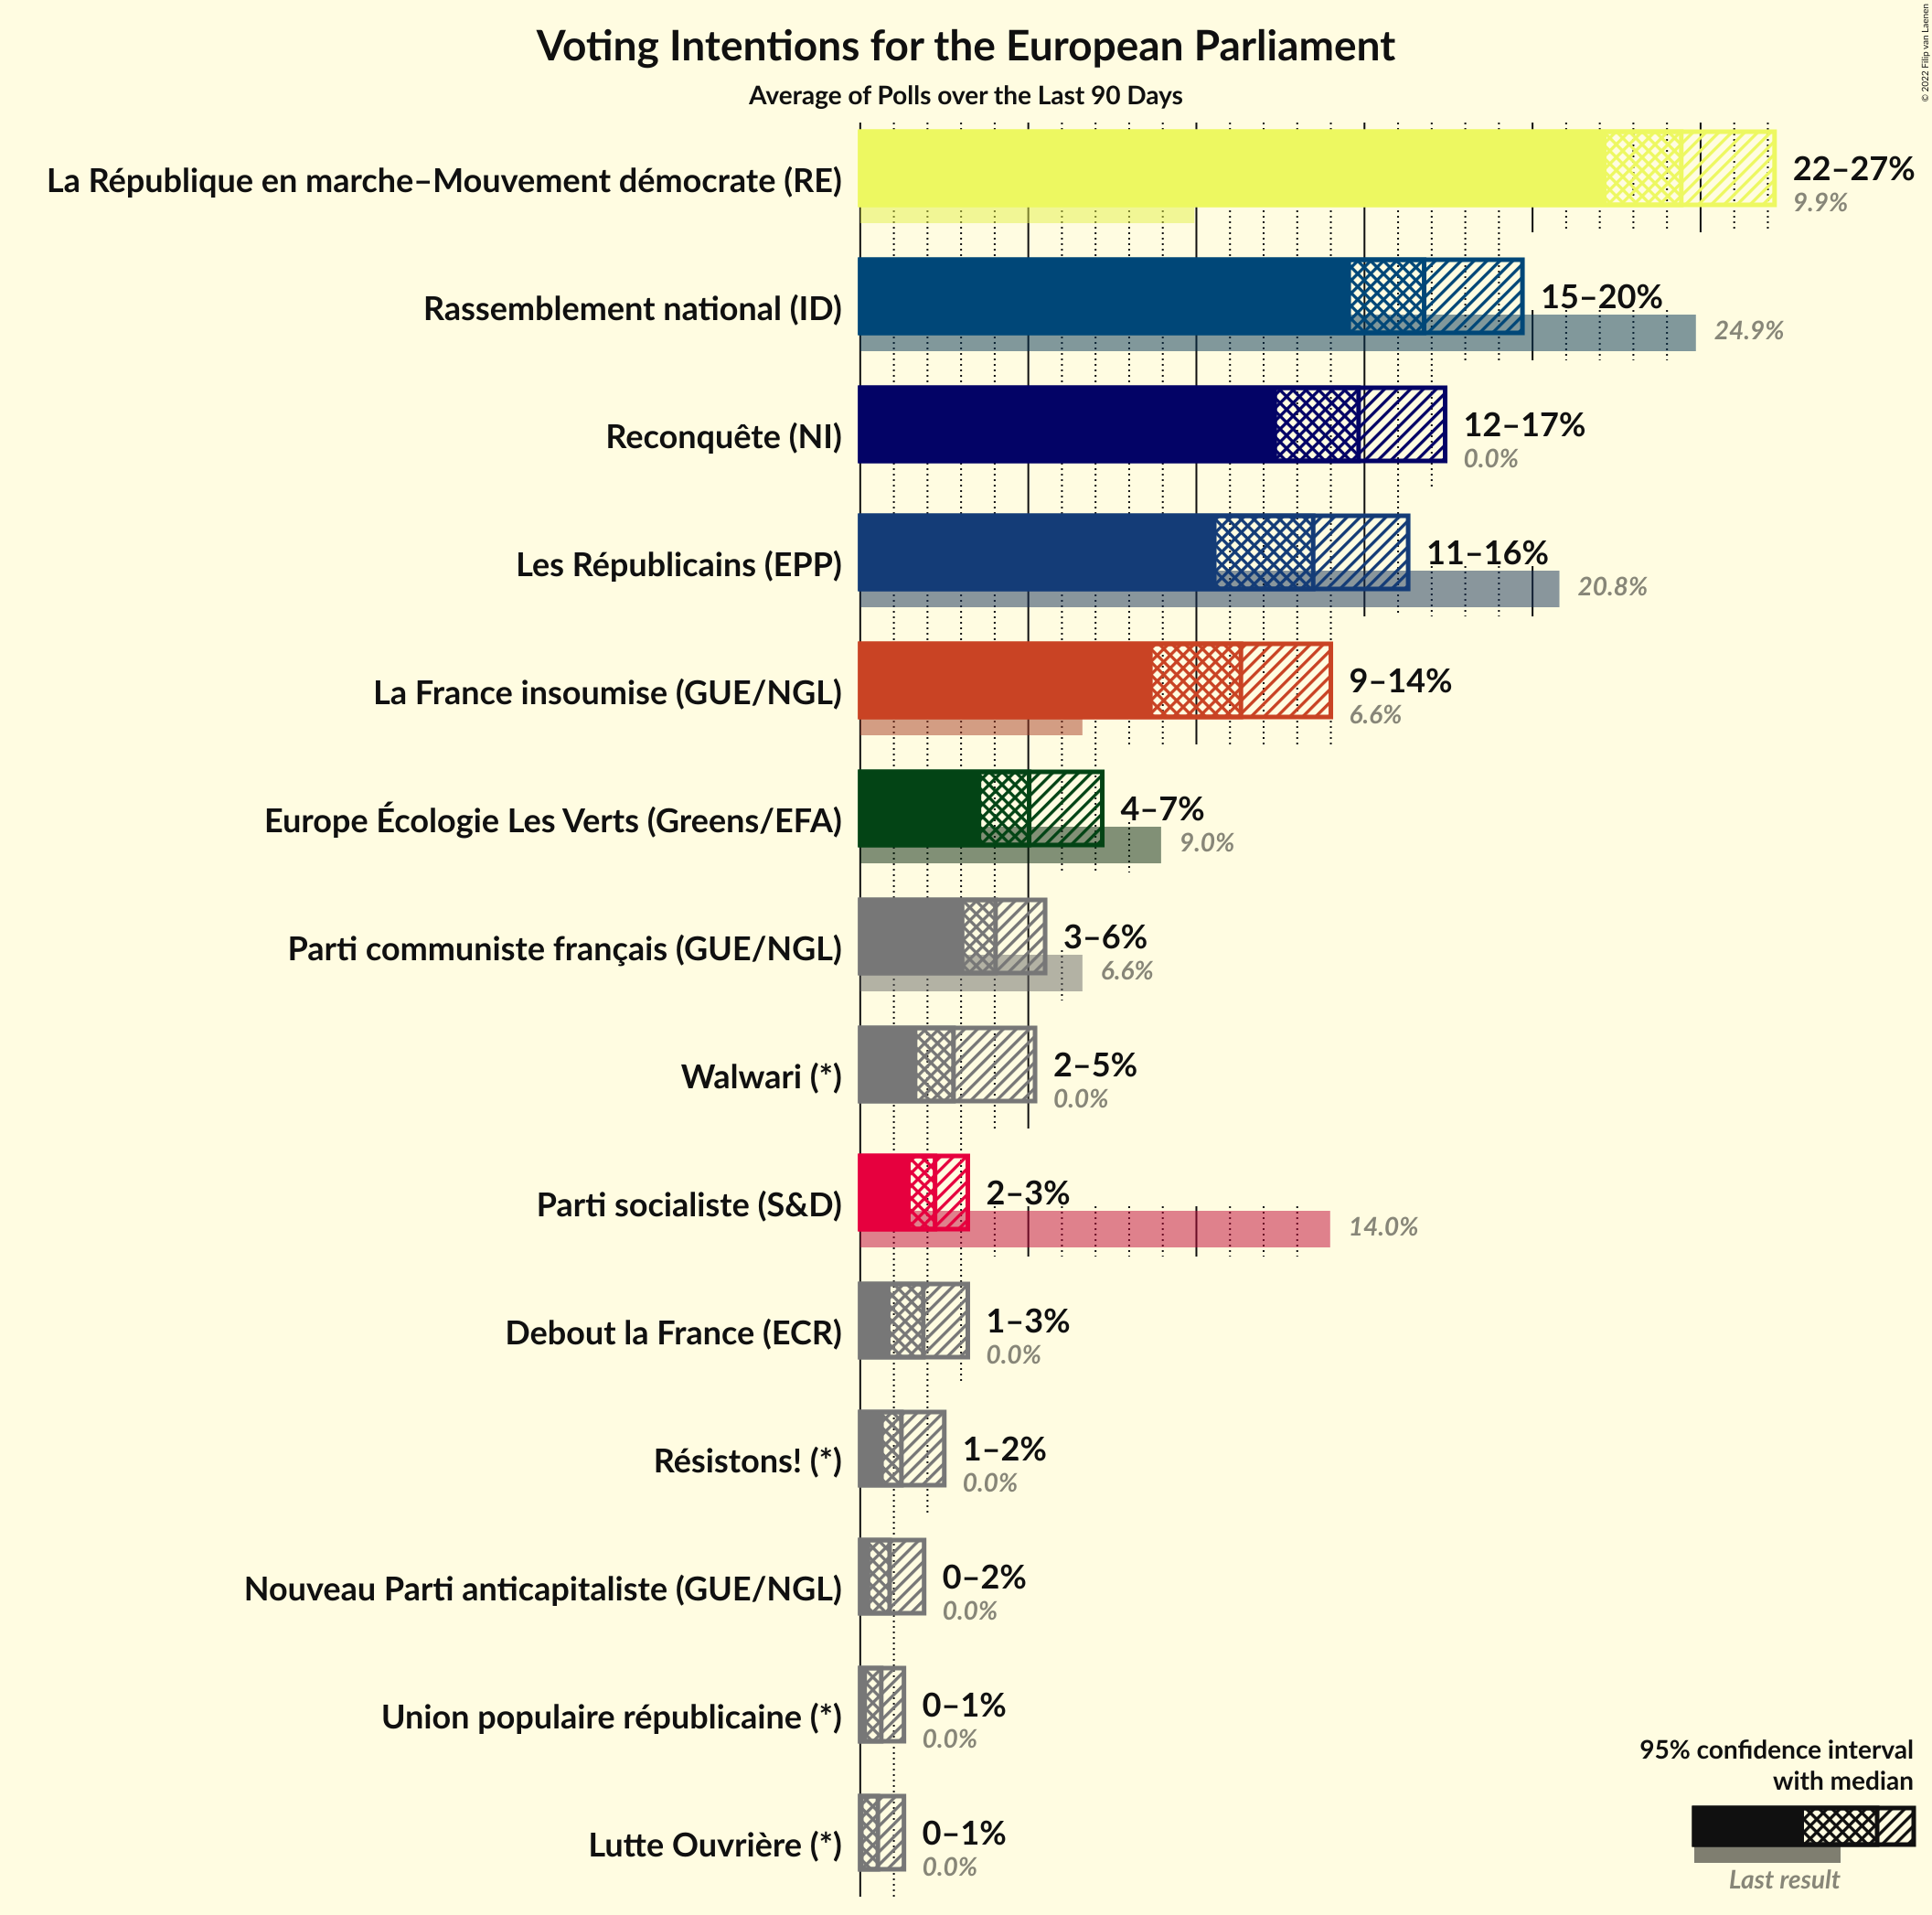 Voting Intentions for the European Parliament
Average of Polls over the Last 90 Days
© 2022 Filip van Laenen
La République en marche–Mouvement démocrate (RE)
22–27%
9.9%
Rassemblement national (ID)
15–20%
24.9%
Reconquête (NI)
12–17%
0.0%
Les Républicains (EPP)
11–16%
20.8%
La France insoumise (GUE/NGL)
9–14%
6.6%
Europe Écologie Les Verts (Greens/EFA)
4–7%
9.0%
Parti communiste français (GUE/NGL)
3–6%
6.6%
Walwari (*)
2–5%
0.0%
Parti socialiste (S&D)
2–3%
14.0%
Debout la France (ECR)
1–3%
0.0%
Résistons! (*)
1–2%
0.0%
Nouveau Parti anticapitaliste (GUE/NGL)
0–2%
0.0%
Union populaire républicaine (*)
0–1%
0.0%
Lutte Ouvrière (*)
0–1%
0.0%
95% confidence interval
with median
Last result